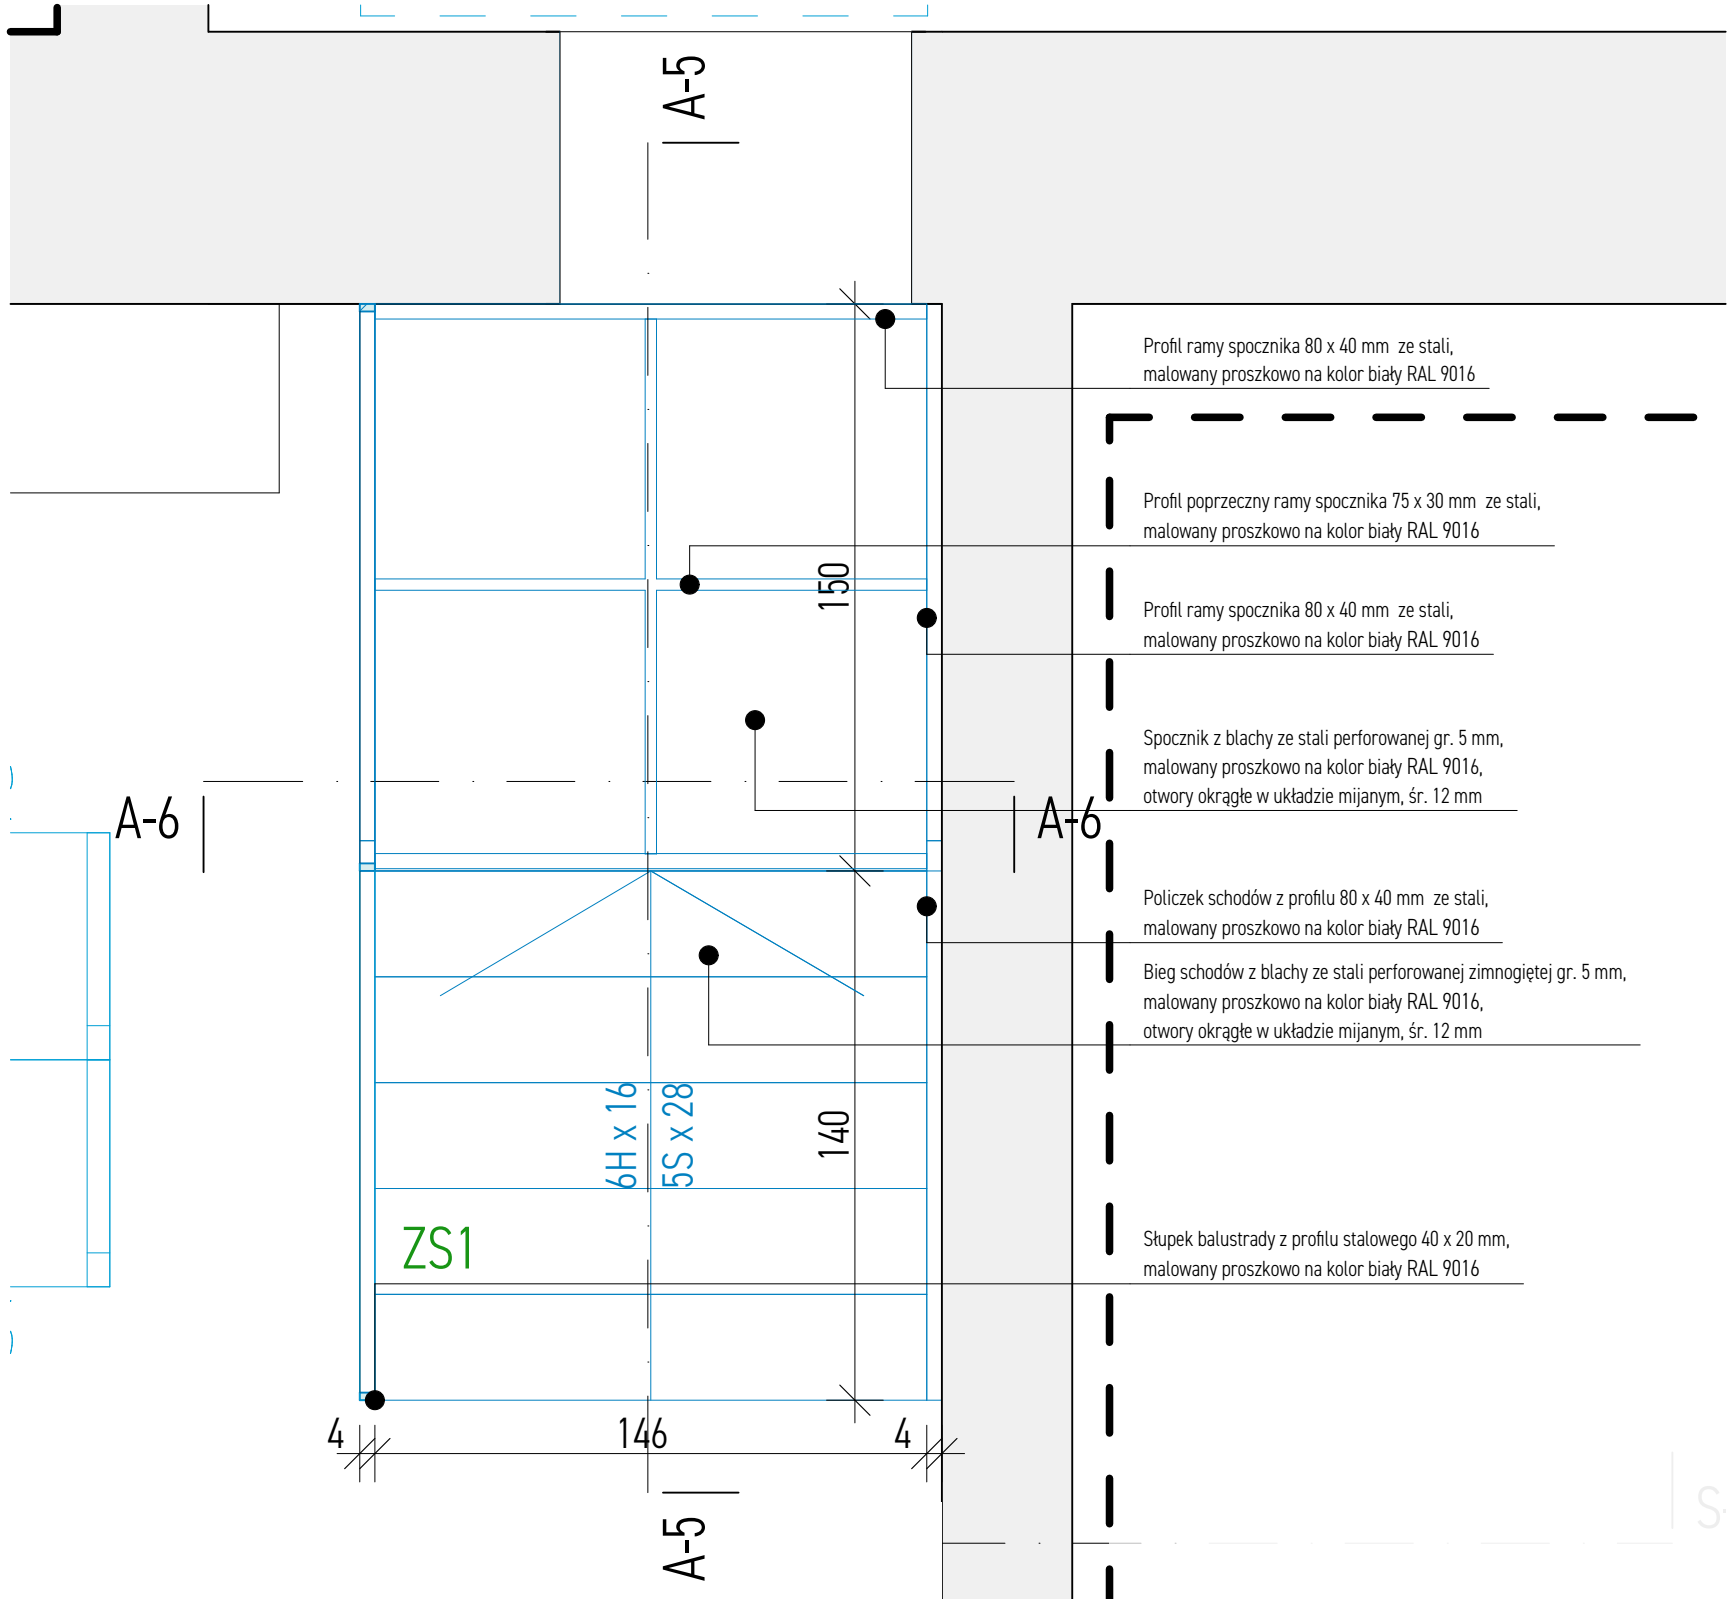 A-5
Profil ramy spocznika 80 x 40 mm ze stali,
malowany proszkowo na kolor biały RAL 9016
Profil poprzeczny ramy spocznika 75 x 30 mm ze stali,
malowany proszkowo na kolor biały RAL 9016
150
Profil ramy spocznika 80 x 40 mm ze stali,
malowany proszkowo na kolor biały RAL 9016
Spocznik z blachy ze stali perforowanej gr. 5 mm,
malowany proszkowo na kolor biały RAL 9016,
otwory okrągłe w układzie mijanym, śr. 12 mm
A-6
A-6
Policzek schodów z profilu 80 x 40 mm ze stali,
malowany proszkowo na kolor biały RAL 9016
Bieg schodów z blachy ze stali perforowanej zimnogiętej gr. 5 mm,
malowany proszkowo na kolor biały RAL 9016,
otwory okrągłe w układzie mijanym, śr. 12 mm
6H x 16
5S x 28
140
ZS1
Słupek balustrady z profilu stalowego 40 x 20 mm,
malowany proszkowo na kolor biały RAL 9016
4
146
4
A-5